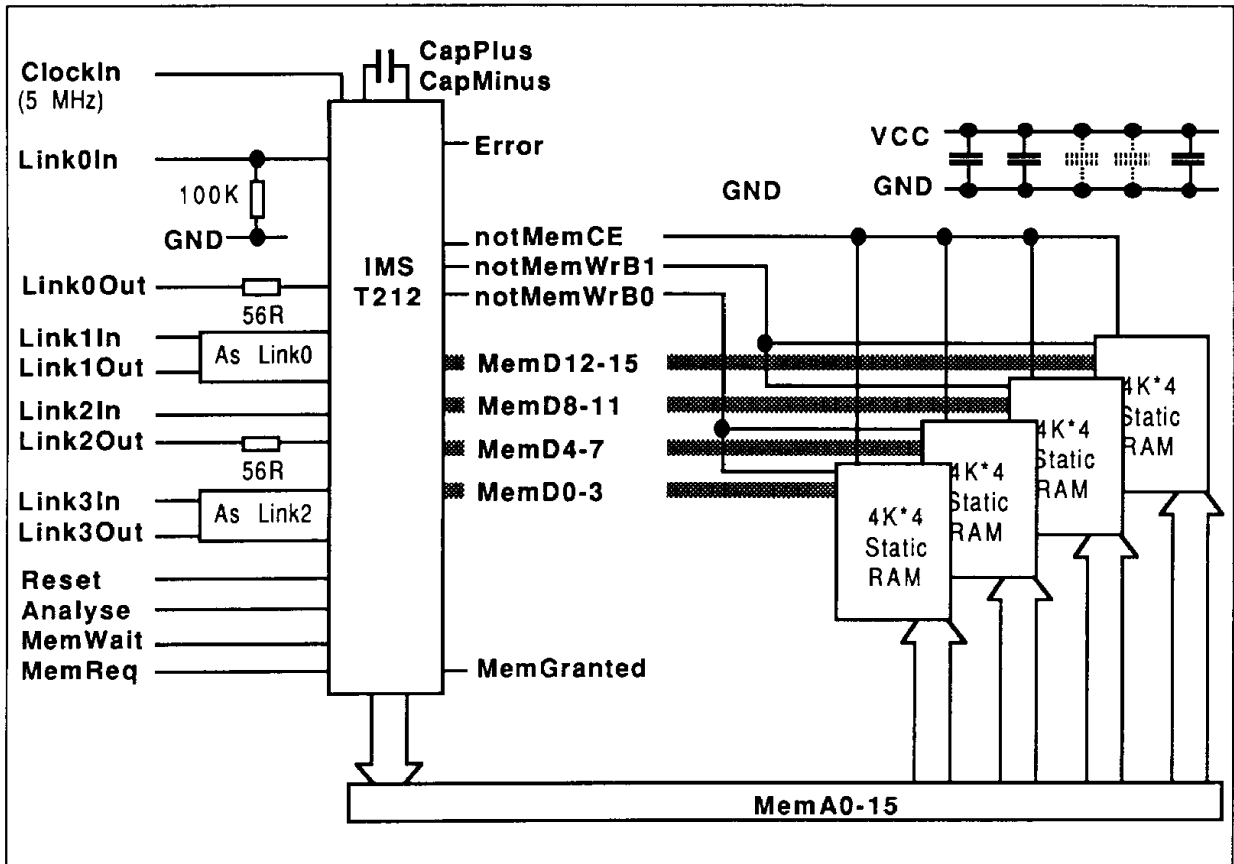 CapPlus
CapMinus
ClockIn
(5 MHz)
Link0In
100K
GND
Link0Out
56R
Link1In
Link1Out
As Link0
Link2In
Link2Out
56R
Link3In
Link3Out
As Link2
Reset
Analyse
MemWait
MemReq
IMS
T212
Error
notMemCE
notMemWrB1
notMemWrB0
MemD12-15
MemD8-11
MemD4-7
MemD0-3
MemGranted
GND
VCC
GND
4K*4
Static
RAM
4K*4
Static
RAM
4K*4
Static
RAM
4K*4
Static
RAM
MemA0-15